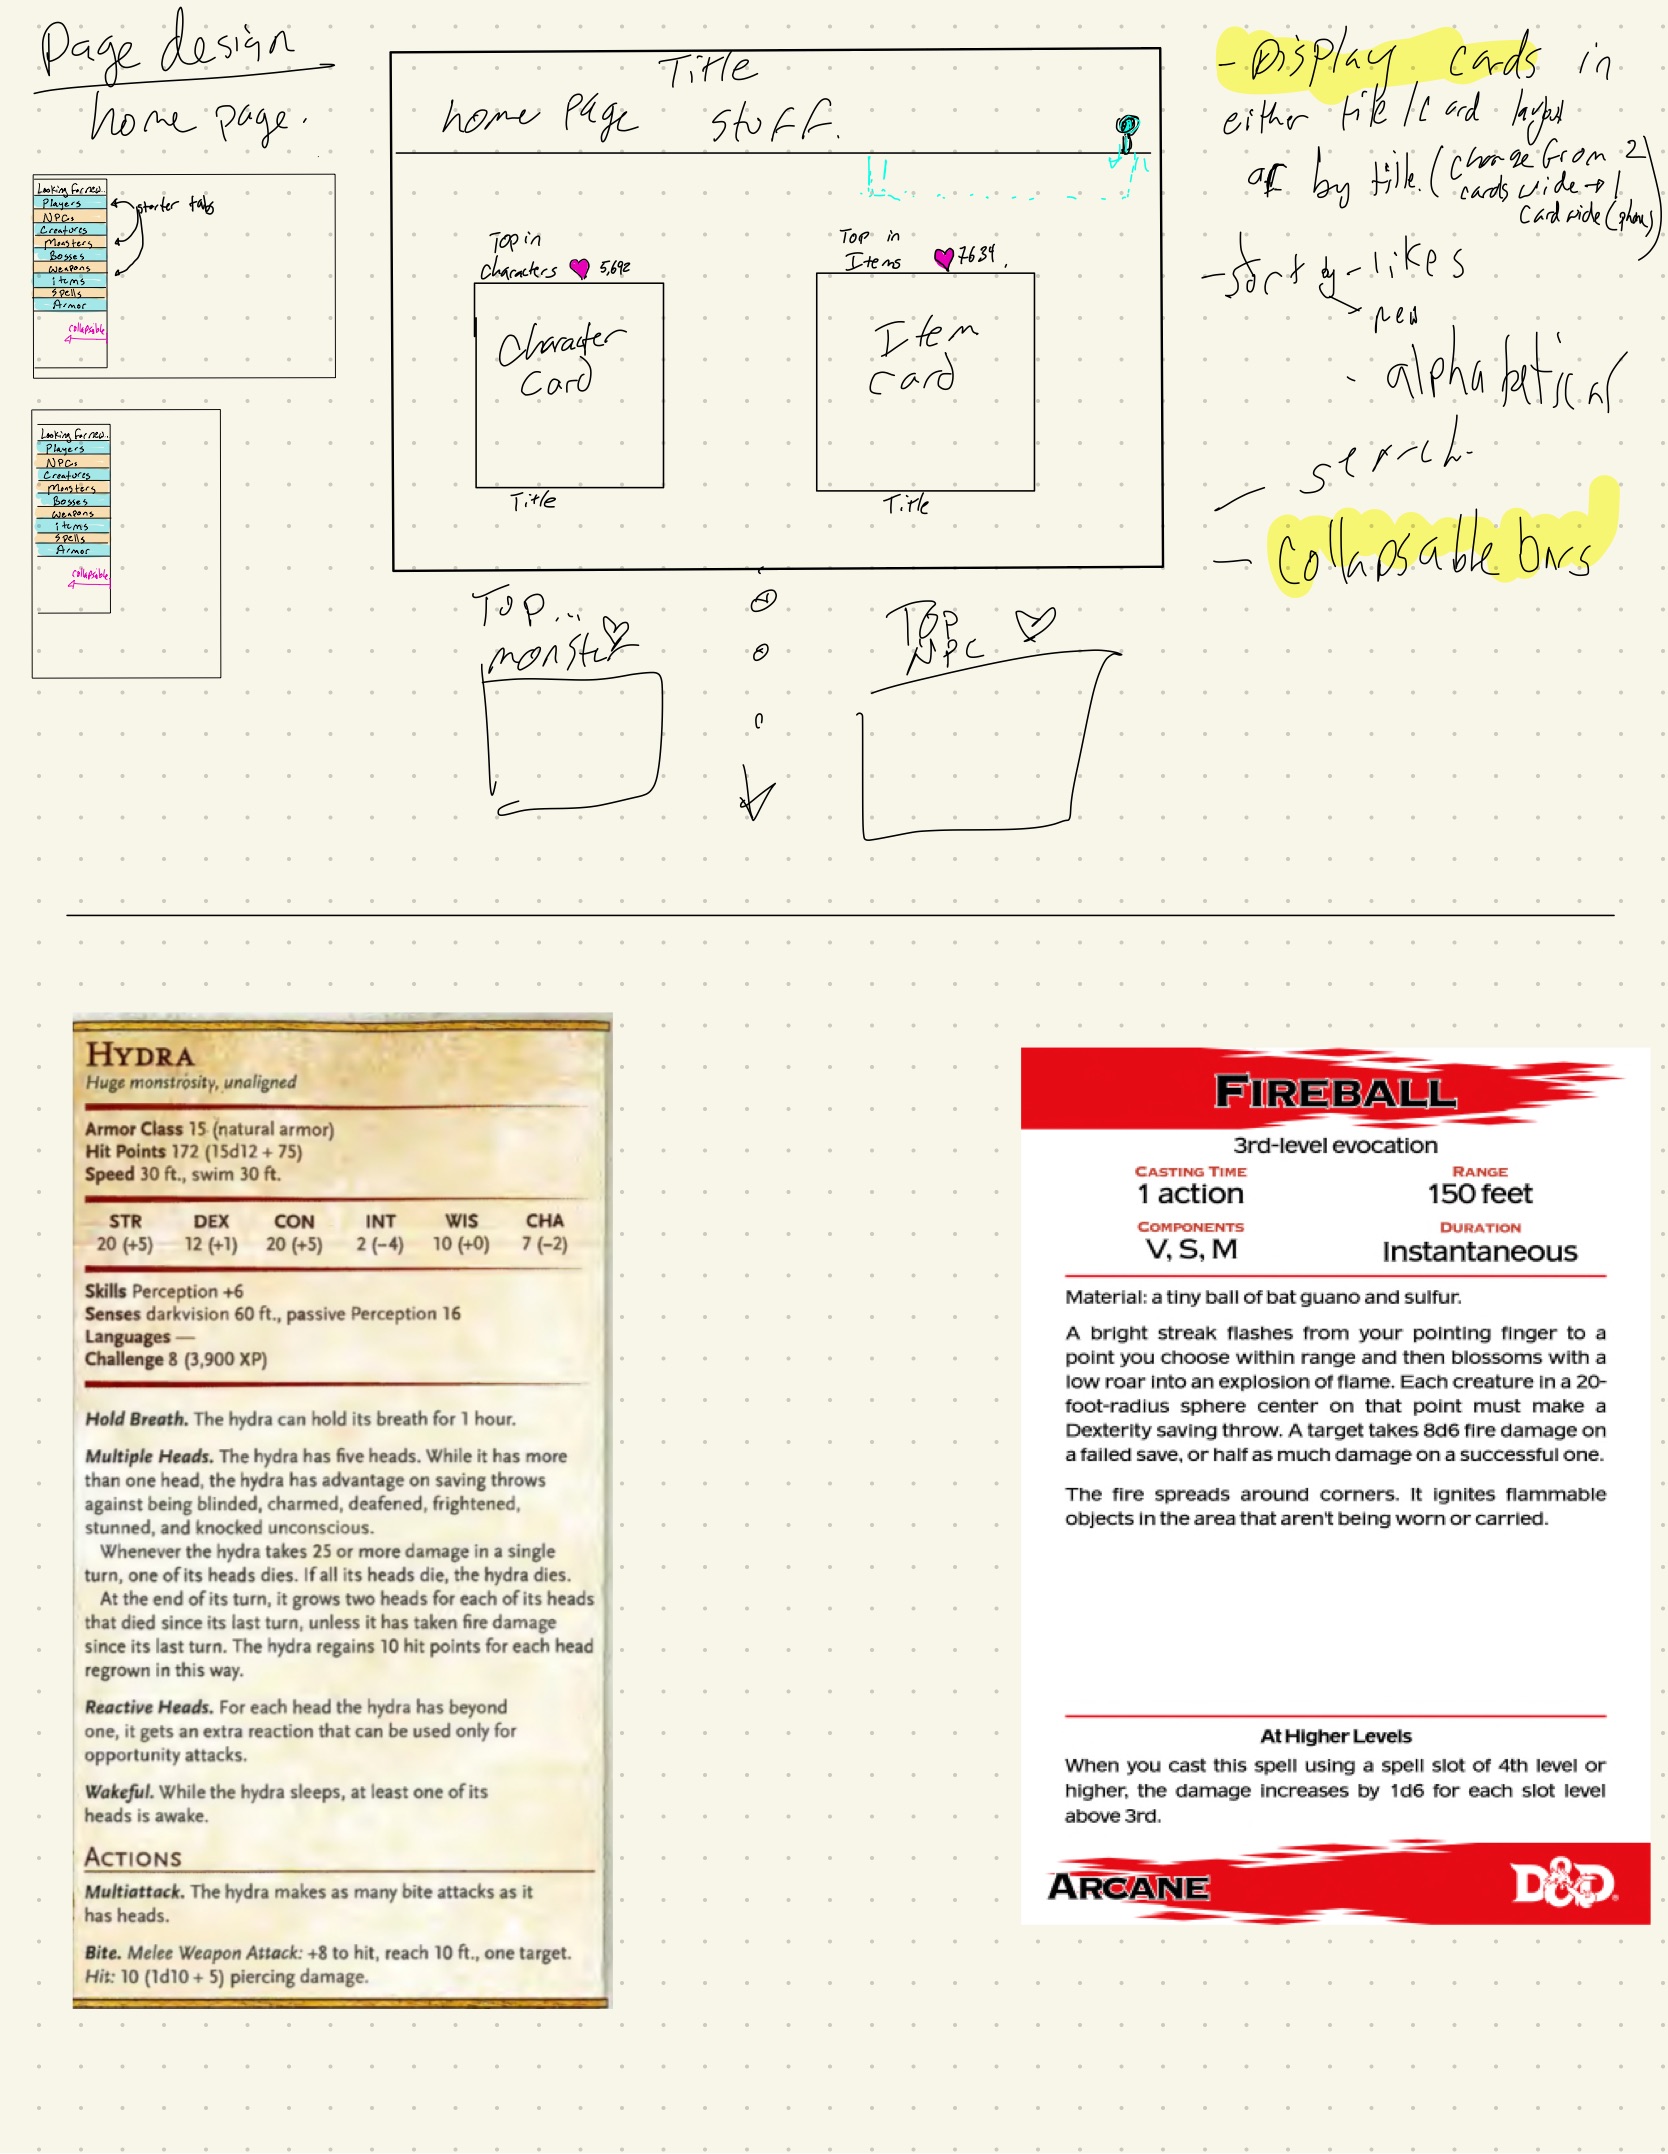 Page design
home page.
Looking for new..
Players
NPCs
Creatures
Monsters
Bosses
Weapons
items
Spells
Armor
collapsible
starter tabs
Looking for new..
Players
NPCs
Creatures
Monsters
Bosses
Weapons
items
Spells
Armor
collapsible
Title
home Page stuff.
Top in
Characters 5,692
Character
Card
Title
Top in
Items 7634.
Item
card
Title
Top...
monster
Top
NPC
- Display cards in
either tile/card layout
or by title. (change from 2
cards wide → 1
Card wide (phone)
- Sort by - likes
new
- alphabetical
- search
- Collapsable bars
HYDRA
Huge monstrosity, unaligned
Armor Class 15 (natural armor)
Hit Points 172 (15d12 + 75)
Speed 30 ft., swim 30 ft.
STR DEX CON INT WIS CHA
20 (+5) 12 (+1) 20 (+5) 2 (−4) 10 (+0) 7 (−2)
Skills Perception +6
Senses darkvision 60 ft., passive Perception 16
Languages —
Challenge 8 (3,900 XP)
Hold Breath. The hydra can hold its breath for 1 hour.
Multiple Heads. The hydra has five heads. While it has more
than one head, the hydra has advantage on saving throws
against being blinded, charmed, deafened, frightened,
stunned, and knocked unconscious.
Whenever the hydra takes 25 or more damage in a single
turn, one of its heads dies. If all its heads die, the hydra dies.
At the end of its turn, it grows two heads for each of its heads
that died since its last turn, unless it has taken fire damage
since its last turn. The hydra regains 10 hit points for each head
regrown in this way.
Reactive Heads. For each head the hydra has beyond
one, it gets an extra reaction that can be used only for
opportunity attacks.
Wakeful. While the hydra sleeps, at least one of its
heads is awake.
ACTIONS
Multiattack. The hydra makes as many bite attacks as it
has heads.
Bite. Melee Weapon Attack: +8 to hit, reach 10 ft., one target.
Hit: 10 (1d10 + 5) piercing damage.
FIREBALL
3rd-level evocation
CASTING TIME RANGE
1 action 150 feet
COMPONENTS DURATION
V, S, M Instantaneous
Material: a tiny ball of bat guano and sulfur.
A bright streak flashes from your pointing finger to a
point you choose within range and then blossoms with a
low roar into an explosion of flame. Each creature in a 20-
foot-radius sphere center on that point must make a
Dexterity saving throw. A target takes 8d6 fire damage on
a failed save, or half as much damage on a successful one.
The fire spreads around corners. It ignites flammable
objects in the area that aren't being worn or carried.
At Higher Levels
When you cast this spell using a spell slot of 4th level or
higher, the damage increases by 1d6 for each slot level
above 3rd.
ARCANE
D&D